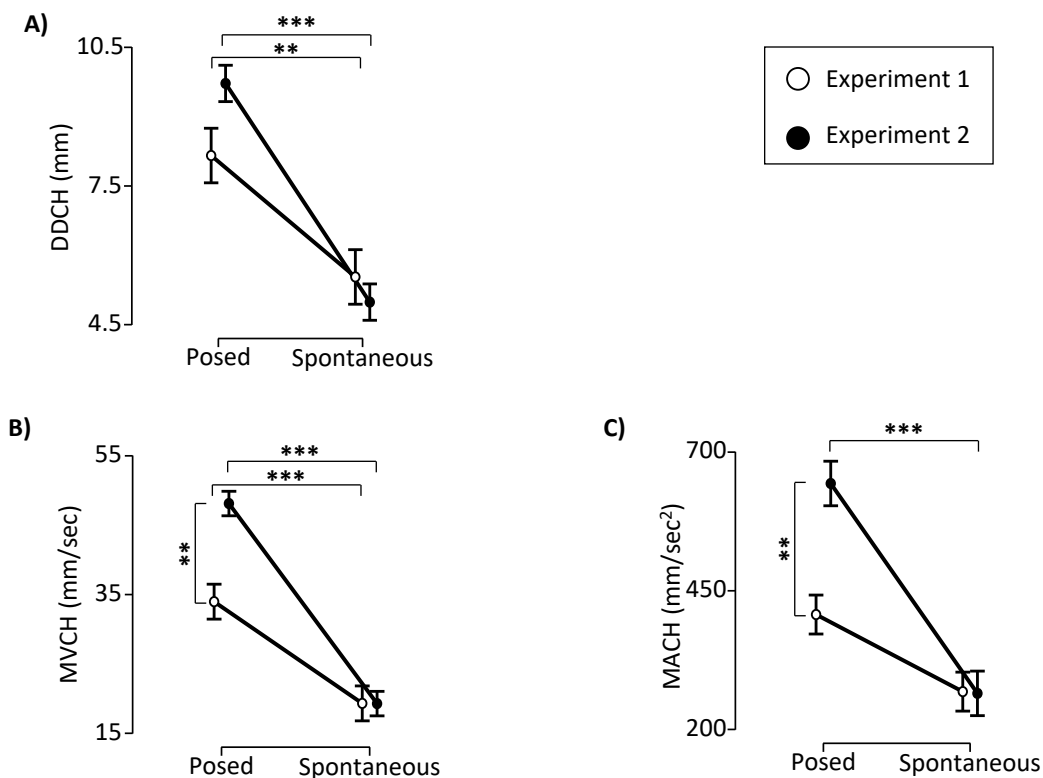 A)
10.5
7.5
4.5
DDCH (mm)
***
**
Posed Spontaneous
Experiment 1
Experiment 2
B)
55
35
15
MVCH (mm/sec)
***
***
**
Posed Spontaneous
C)
700
450
200
MACH (mm/sec²)
***
**
Posed Spontaneous